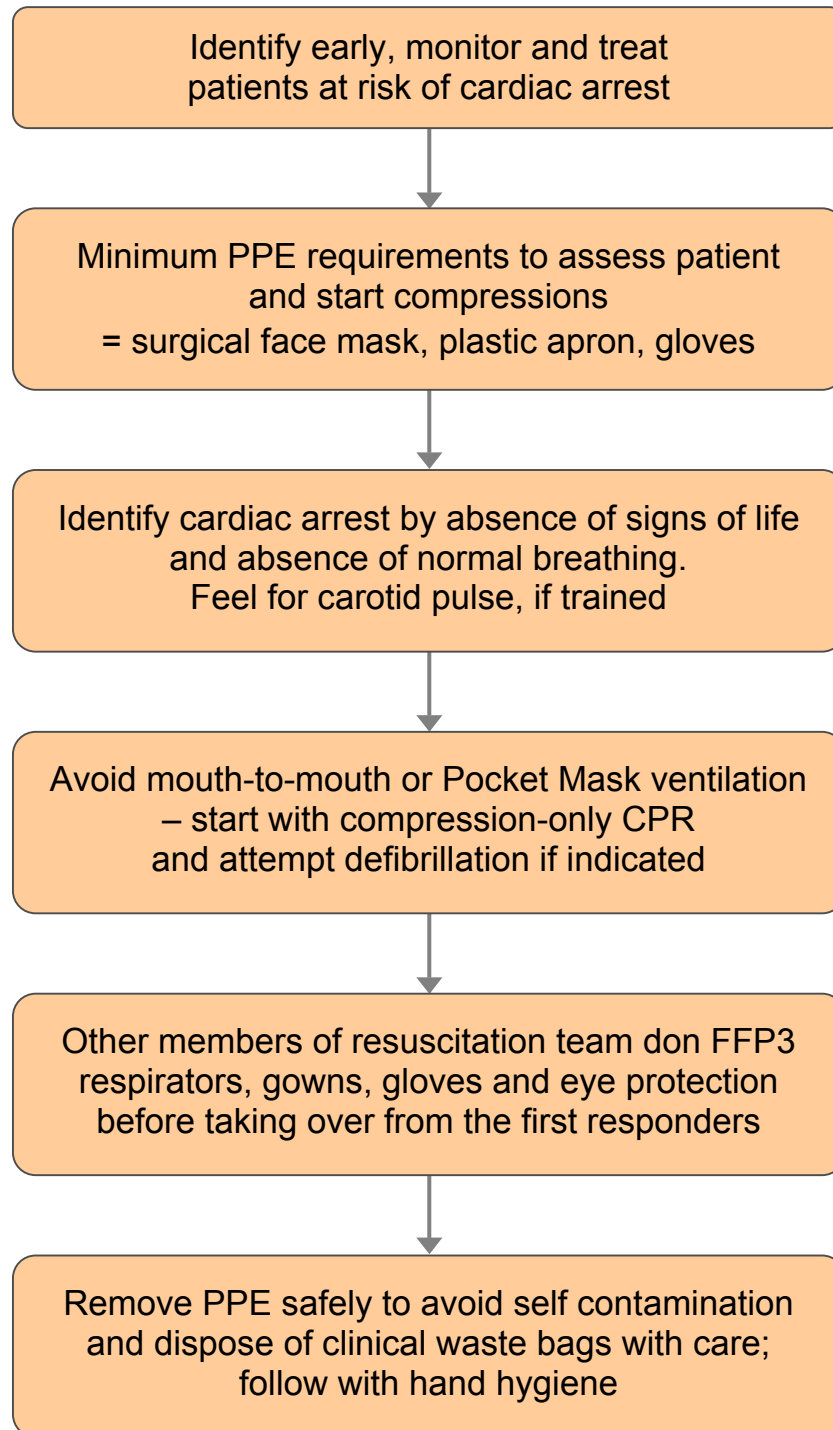 Identify early, monitor and treat
patients at risk of cardiac arrest
Minimum PPE requirements to assess patient
and start compressions
= surgical face mask, plastic apron, gloves
Identify cardiac arrest by absence of signs of life
and absence of normal breathing.
Feel for carotid pulse, if trained
Avoid mouth-to-mouth or Pocket Mask ventilation
– start with compression-only CPR
and attempt defibrillation if indicated
Other members of resuscitation team don FFP3
respirators, gowns, gloves and eye protection
before taking over from the first responders
Remove PPE safely to avoid self contamination
and dispose of clinical waste bags with care;
follow with hand hygiene